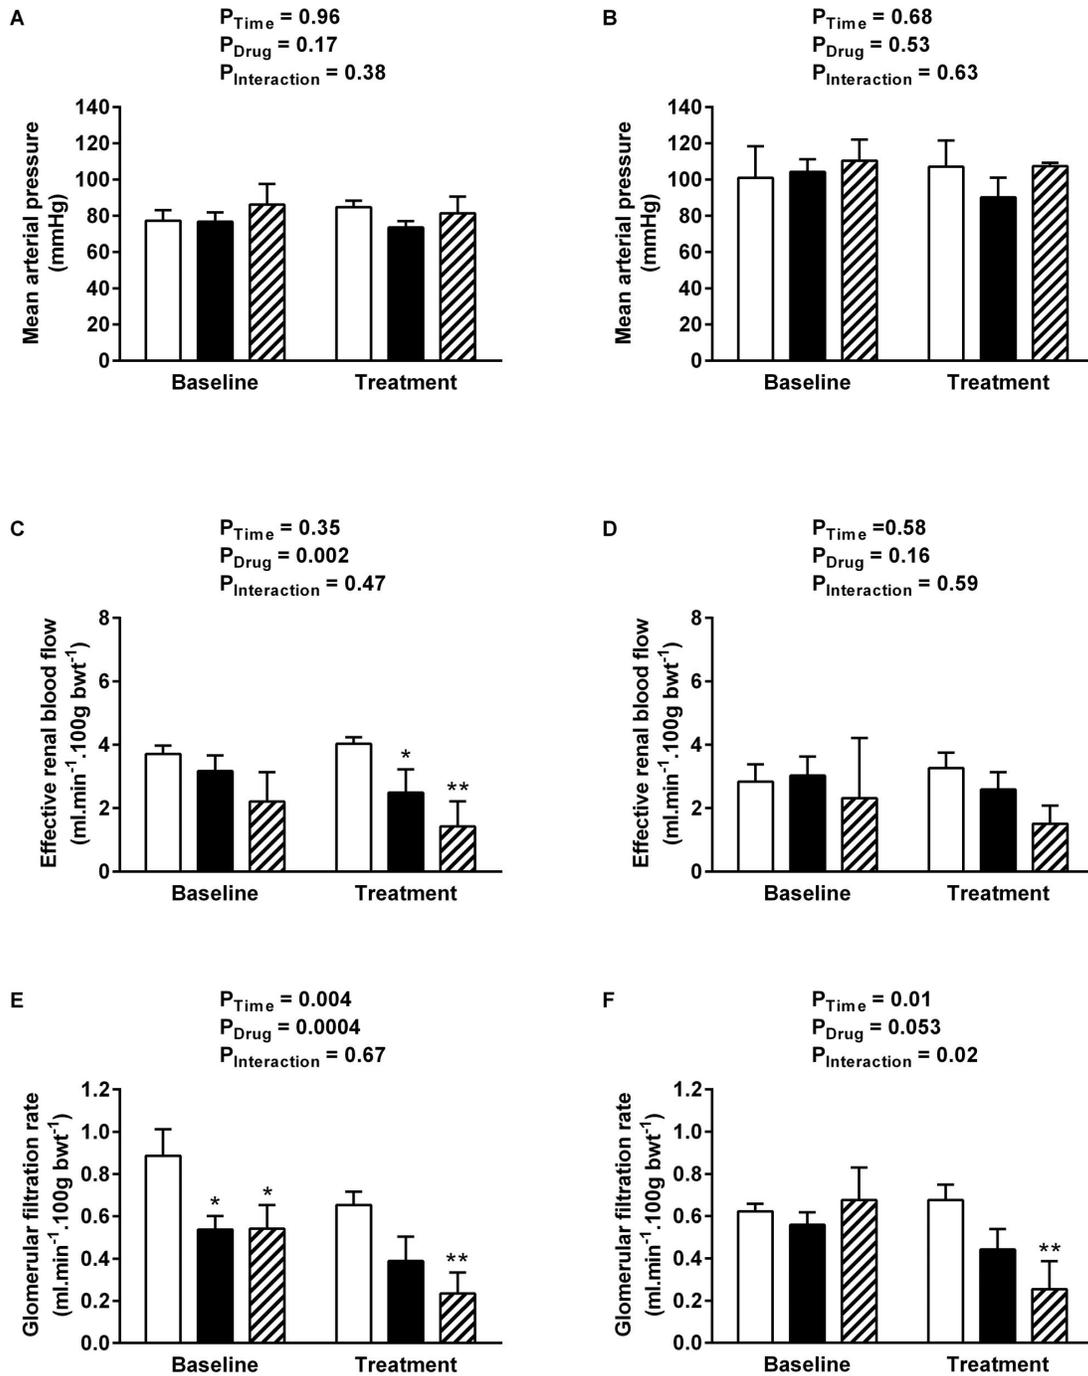 A
P_Time = 0.96
P_Drug = 0.17
P_Interaction = 0.38
Mean arterial pressure
(mmHg)
140
120
100
80
60
40
20
0
Baseline Treatment
B
P_Time = 0.68
P_Drug = 0.53
P_Interaction = 0.63
Mean arterial pressure
(mmHg)
140
120
100
80
60
40
20
0
Baseline Treatment
C
P_Time = 0.35
P_Drug = 0.002
P_Interaction = 0.47
Effective renal blood flow
(ml.min⁻¹.100g bwt⁻¹)
8
6
4
2
0
*
**
Baseline Treatment
D
P_Time =0.58
P_Drug = 0.16
P_Interaction = 0.59
Effective renal blood flow
(ml.min⁻¹.100g bwt⁻¹)
8
6
4
2
0
Baseline Treatment
E
P_Time = 0.004
P_Drug = 0.0004
P_Interaction = 0.67
Glomerular filtration rate
(ml.min⁻¹.100g bwt⁻¹)
1.2
1.0
0.8
0.6
0.4
0.2
0.0
* *
**
Baseline Treatment
F
P_Time = 0.01
P_Drug = 0.053
P_Interaction = 0.02
Glomerular filtration rate
(ml.min⁻¹.100g bwt⁻¹)
1.2
1.0
0.8
0.6
0.4
0.2
0.0
**
Baseline Treatment